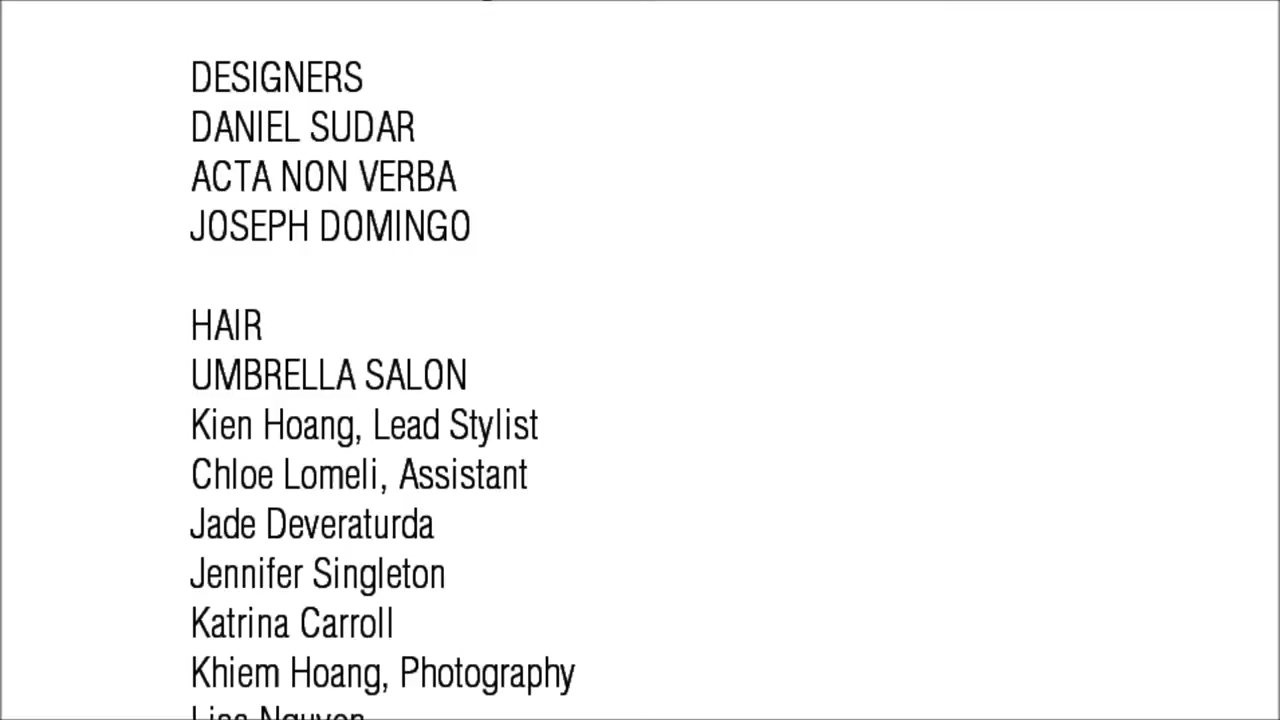 DESIGNERS
DANIEL SUDAR
ACTA NON VERBA
JOSEPH DOMINGO
HAIR
UMBRELLA SALON
Kien Hoang, Lead Stylist
Chloe Lomeli, Assistant
Jade Deveraturda
Jennifer Singleton
Katrina Carroll
Khiem Hoang, Photography